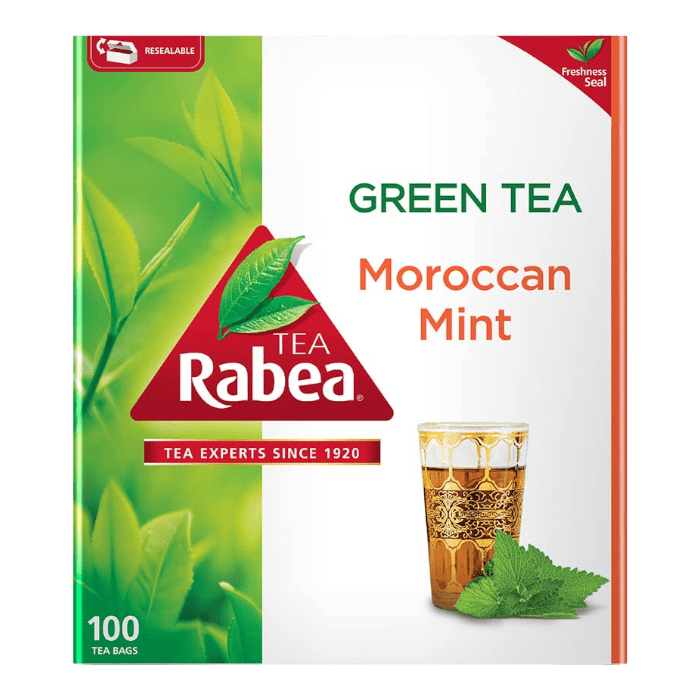 RESEALABLE
Freshness
Seal
GREEN TEA
Moroccan
Mint
TEA
Rabea®
TEA EXPERTS SINCE 1920
100
TEA BAGS